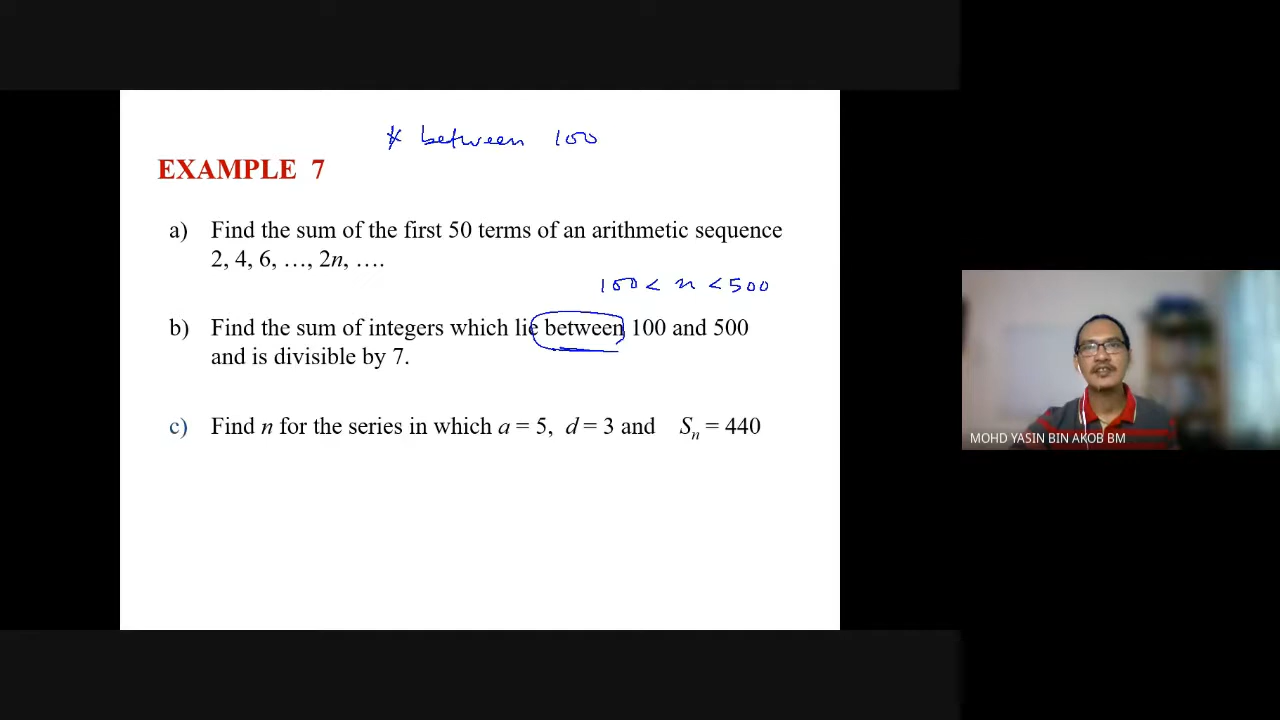 * between 100
EXAMPLE 7
a) Find the sum of the first 50 terms of an arithmetic sequence
2, 4, 6, …, 2n, ….
100 < n < 500
b) Find the sum of integers which lie between 100 and 500
and is divisible by 7.
c) Find n for the series in which a = 5, d = 3 and Sn = 440
MOHD YASIN BIN AKOB BM